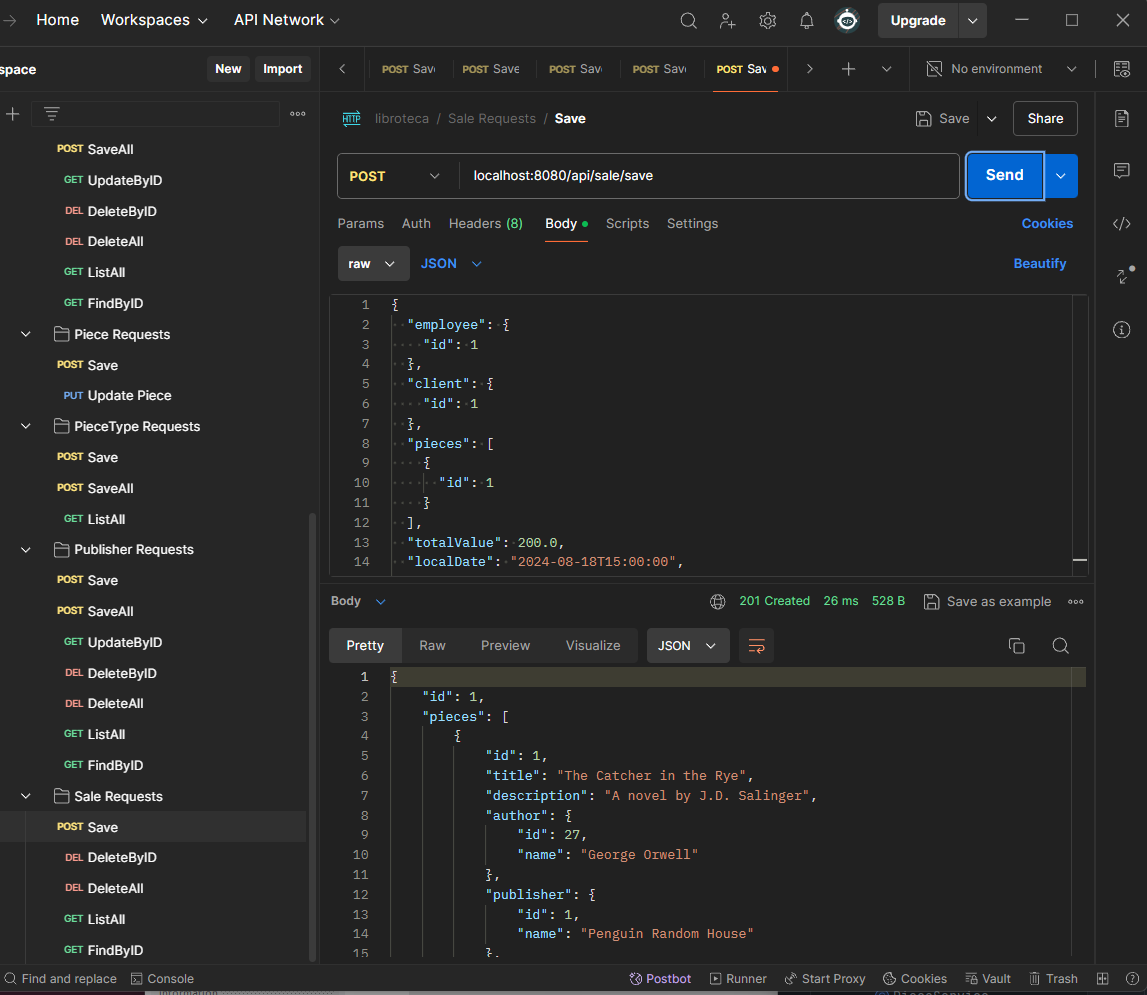 Home Workspaces API Network Upgrade
space New Import POST Sav POST Save POST Sav POST Sav POST Sav No environment
libroteca / Sale Requests / Save Save Share
POST localhost:8080/api/sale/save Send
Params Auth Headers (8) Body Scripts Settings Cookies
raw JSON Beautify
POST SaveAll
GET UpdateByID
DEL DeleteByID
DEL DeleteAll
GET ListAll
GET FindByID
Piece Requests
POST Save
PUT Update Piece
PieceType Requests
POST Save
POST SaveAll
GET ListAll
Publisher Requests
POST Save
POST SaveAll
GET UpdateByID
DEL DeleteByID
DEL DeleteAll
GET ListAll
GET FindByID
Sale Requests
POST Save
DEL DeleteByID
DEL DeleteAll
GET ListAll
GET FindByID
1 {
2 "employee": {
3 "id": 1
4 },
5 "client": {
6 "id": 1
7 },
8 "pieces": [
9 {
10 "id": 1
11 }
12 ],
13 "totalValue": 200.0,
14 "localDate": "2024-08-18T15:00:00",
Body 201 Created 26 ms 528 B Save as example
Pretty Raw Preview Visualize JSON
1 {
2 "id": 1,
3 "pieces": [
4 {
5 "id": 1,
6 "title": "The Catcher in the Rye",
7 "description": "A novel by J.D. Salinger",
8 "author": {
9 "id": 27,
10 "name": "George Orwell"
11 },
12 "publisher": {
13 "id": 1,
14 "name": "Penguin Random House"
15 },
Find and replace Console Postbot Runner Start Proxy Cookies Vault Trash